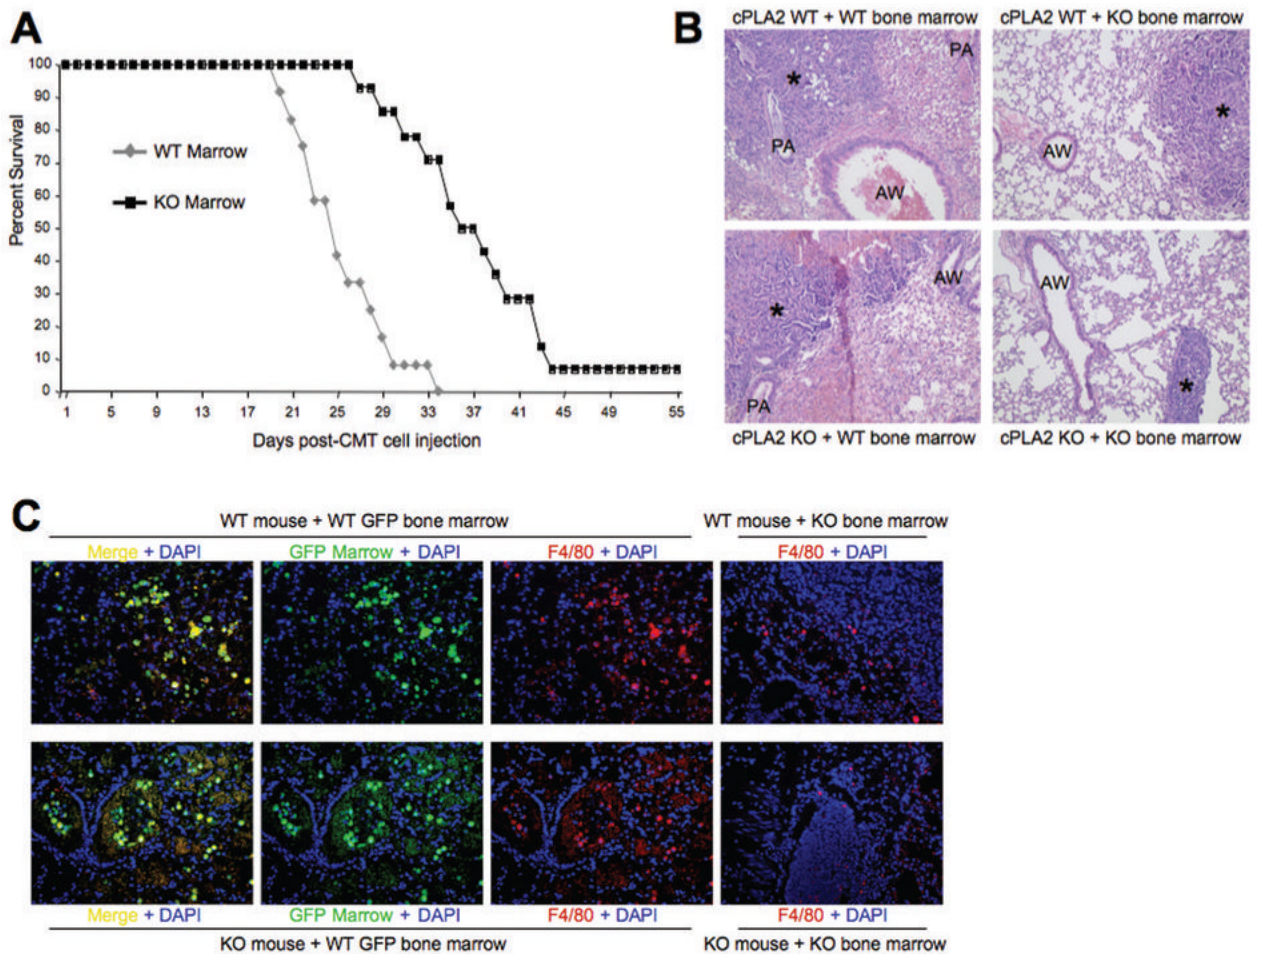 A
100
90
80
70
60
50
40
30
20
10
0
Percent Survival
WT Marrow
KO Marrow
1 5 9 13 17 21 25 29 33 37 41 45 49 55
Days post-CMT cell injection
B
cPLA2 WT + WT bone marrow
cPLA2 WT + KO bone marrow
* PA
PA
AW
*
AW
* AW
PA
AW
*
cPLA2 KO + WT bone marrow
cPLA2 KO + KO bone marrow
C
WT mouse + WT GFP bone marrow
WT mouse + KO bone marrow
Merge + DAPI
GFP Marrow + DAPI
F4/80 + DAPI
F4/80 + DAPI
Merge + DAPI
GFP Marrow + DAPI
F4/80 + DAPI
F4/80 + DAPI
KO mouse + WT GFP bone marrow
KO mouse + KO bone marrow